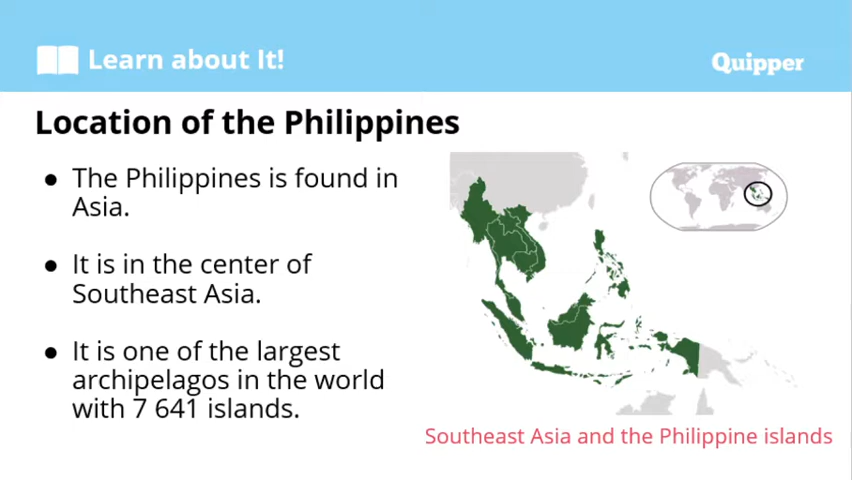 Learn about It!
Quipper
Location of the Philippines
● The Philippines is found in
Asia.
● It is in the center of
Southeast Asia.
● It is one of the largest
archipelagos in the world
with 7 641 islands.
Southeast Asia and the Philippine islands